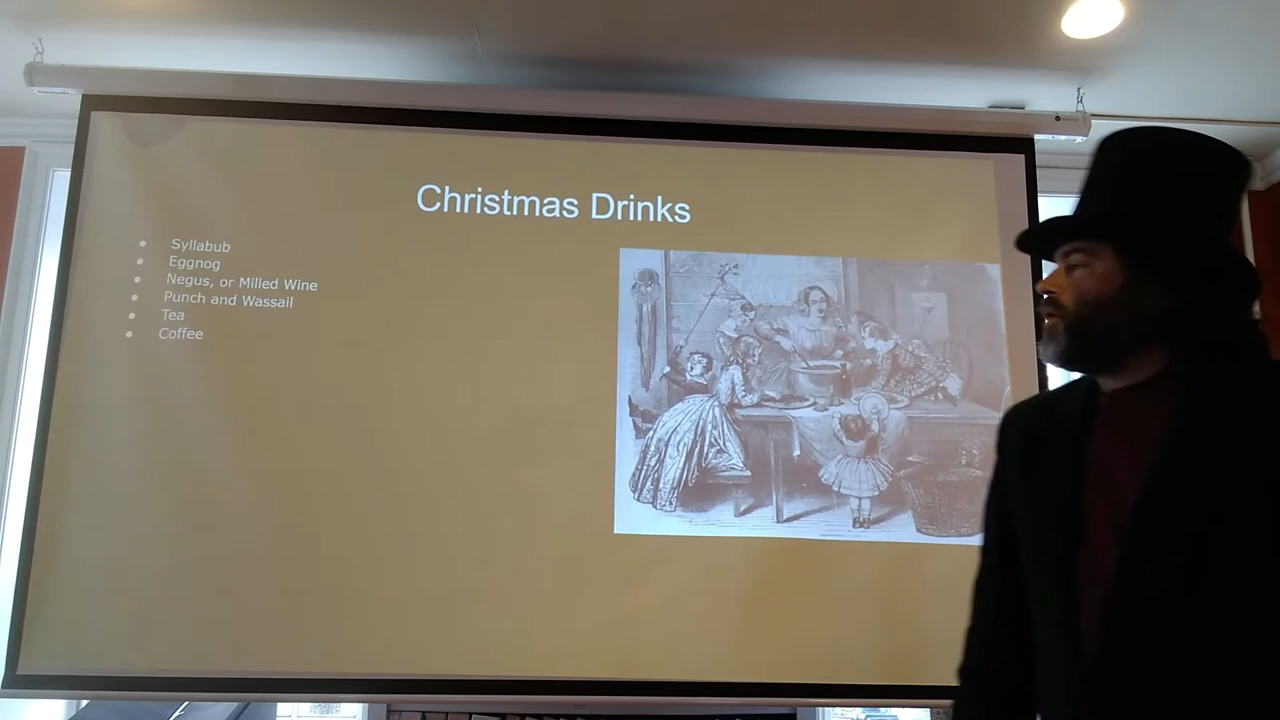 Christmas Drinks
Syllabub
Eggnog
Negus, or Milled Wine
Punch and Wassail
Tea
Coffee